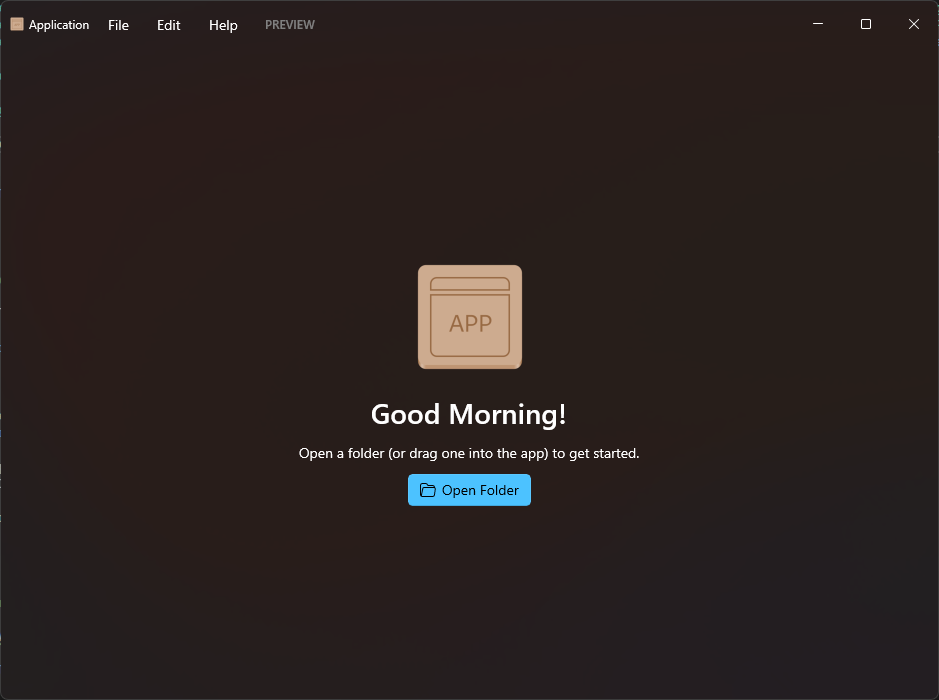 Application File Edit Help PREVIEW
APP
Good Morning!
Open a folder (or drag one into the app) to get started.
Open Folder